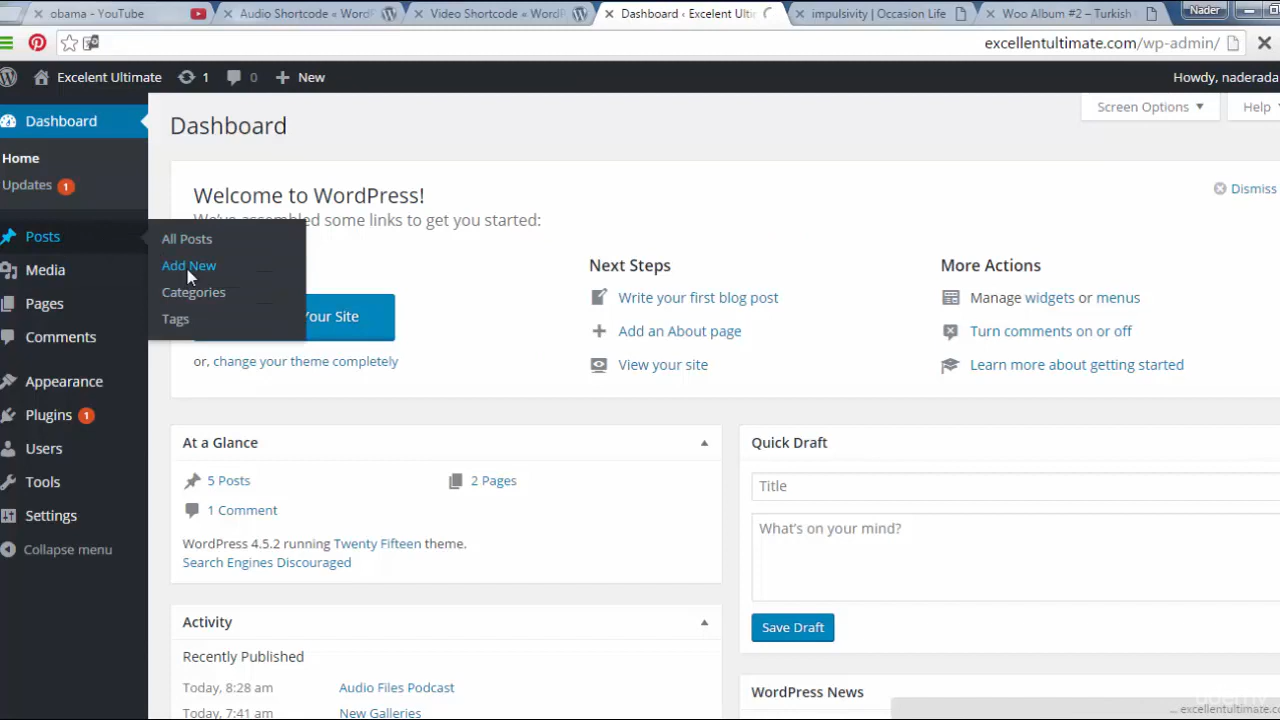 obama - YouTube
Audio Shortcode « WordP
Video Shortcode « WordP
Dashboard ‹ Excelent Ulti
impulsivity | Occasion Life
Woo Album #2 – Turkish
Nader
excellentultimate.com/wp-admin/
Excelent Ultimate
1
0
New
Howdy, naderada
Dashboard
Home
Updates 1
Posts
Media
Pages
Comments
Appearance
Plugins 1
Users
Tools
Settings
Collapse menu
All Posts
Add New
Categories
Tags
Screen Options
Help
Dashboard
Welcome to WordPress!
We've assembled some links to get you started:
Dismiss
Your Site
or, change your theme completely
Next Steps
Write your first blog post
Add an About page
View your site
More Actions
Manage widgets or menus
Turn comments on or off
Learn more about getting started
At a Glance
5 Posts
2 Pages
1 Comment
WordPress 4.5.2 running Twenty Fifteen theme.
Search Engines Discouraged
Activity
Recently Published
Today, 8:28 am
Audio Files Podcast
Today, 7:41 am
New Galleries
Quick Draft
Title
What's on your mind?
Save Draft
WordPress News
excellentultimate.co